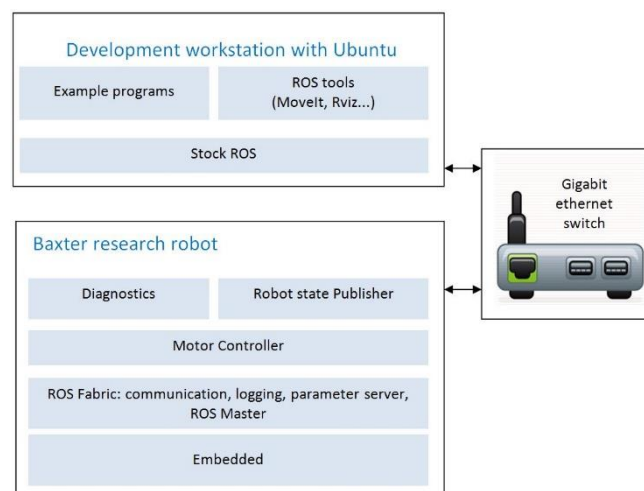 Development workstation with Ubuntu
Example programs
ROS tools
(MoveIt, Rviz...)
Stock ROS
Gigabit
ethernet
switch
Baxter research robot
Diagnostics
Robot state Publisher
Motor Controller
ROS Fabric: communication, logging, parameter server,
ROS Master
Embedded